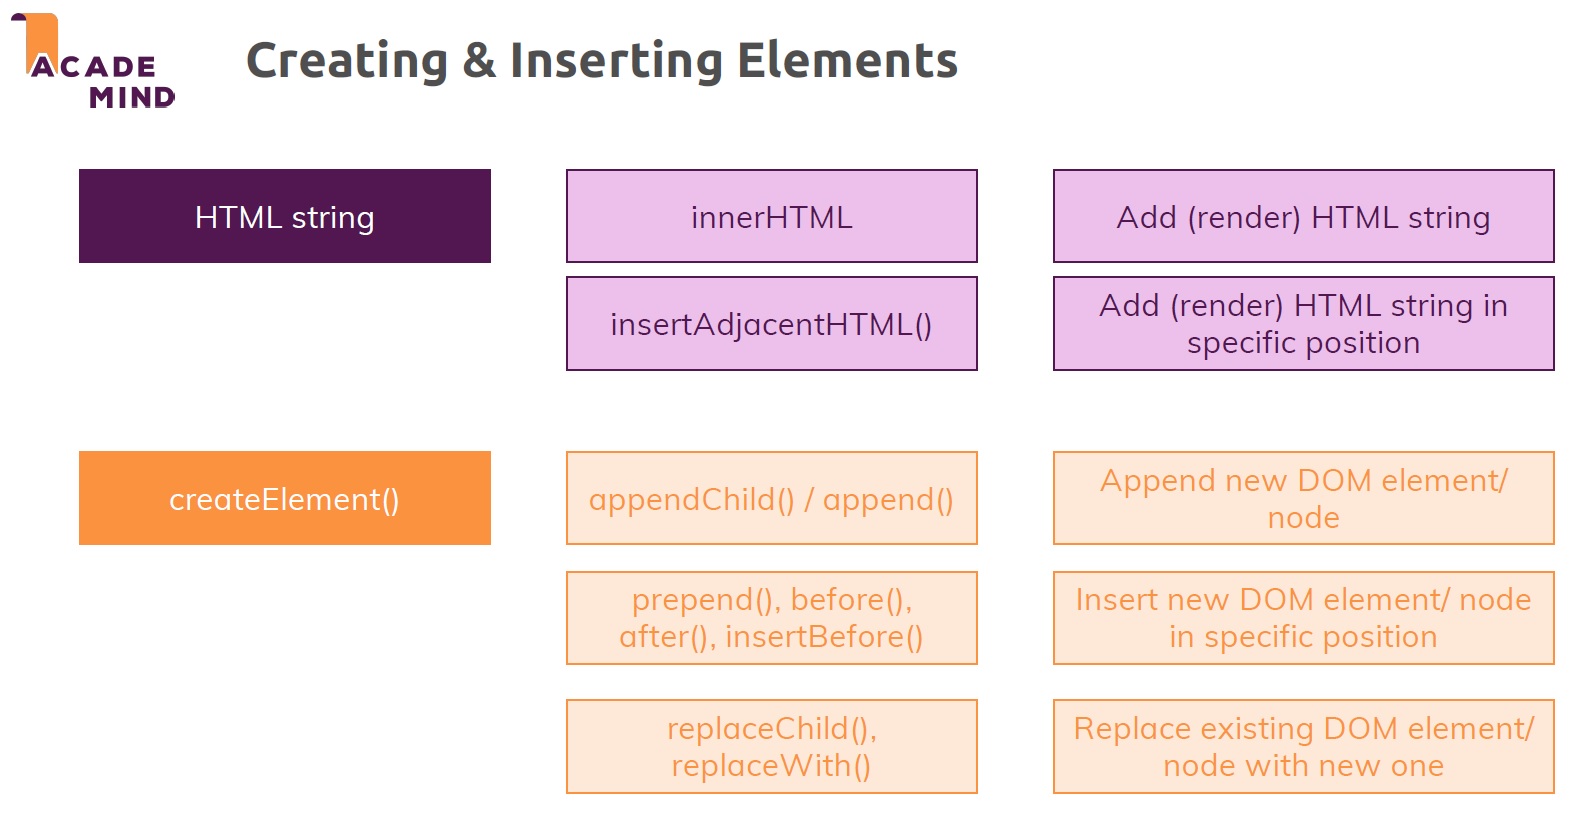 ACADE
MIND
Creating & Inserting Elements
HTML string
innerHTML
Add (render) HTML string
insertAdjacentHTML()
Add (render) HTML string in
specific position
createElement()
appendChild() / append()
Append new DOM element/
node
prepend(), before(),
after(), insertBefore()
Insert new DOM element/ node
in specific position
replaceChild(),
replaceWith()
Replace existing DOM element/
node with new one